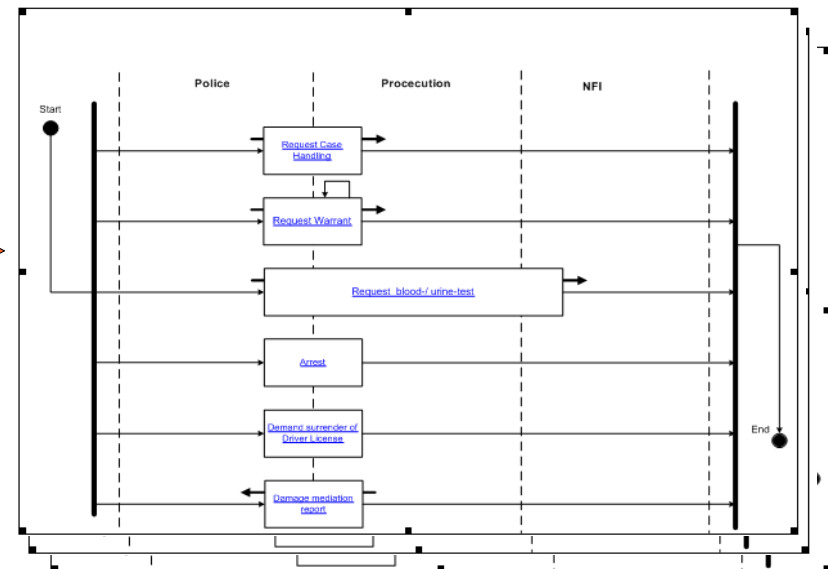 Police
Procecution
NFI
Start
Request Case
Handling
Request Warrant
Request blood-/ urine-test
Arrest
Demand surrender of
Driver License
End
Damage mediation
report